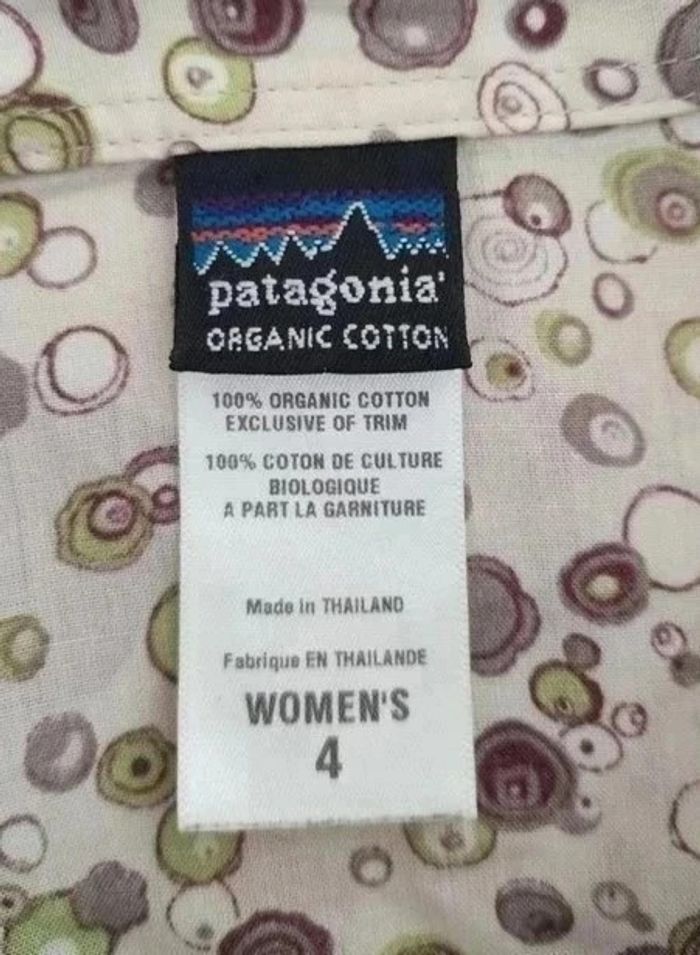 patagonia®
ORGANIC COTTON
100% ORGANIC COTTON
EXCLUSIVE OF TRIM
100% COTON DE CULTURE
BIOLOGIQUE
A PART LA GARNITURE
Made in THAILAND
Fabrique EN THAILANDE
WOMEN'S
4